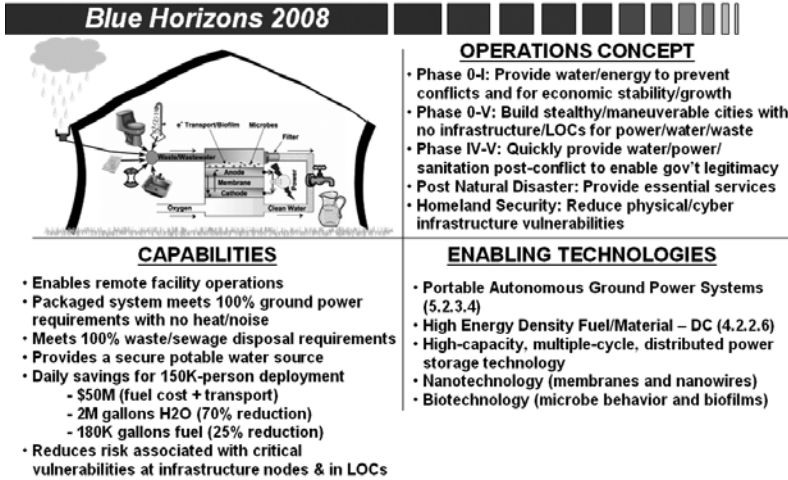 Blue Horizons 2008
e⁻ Transport/Biofilm
Microbes
Filter
Waste/Wastewater
Anode
Membrane
Cathode
Power
Oxygen
Clean Water
OPERATIONS CONCEPT
• Phase 0-I: Provide water/energy to prevent
conflicts and for economic stability/growth
• Phase 0-V: Build stealthy/maneuverable cities with
no infrastructure/LOCs for power/water/waste
• Phase IV-V: Quickly provide water/power/
sanitation post-conflict to enable gov't legitimacy
• Post Natural Disaster: Provide essential services
• Homeland Security: Reduce physical/cyber
infrastructure vulnerabilities
CAPABILITIES
• Enables remote facility operations
• Packaged system meets 100% ground power
requirements with no heat/noise
• Meets 100% waste/sewage disposal requirements
• Provides a secure potable water source
• Daily savings for 150K-person deployment
- $50M (fuel cost + transport)
- 2M gallons H2O (70% reduction)
- 180K gallons fuel (25% reduction)
• Reduces risk associated with critical
vulnerabilities at infrastructure nodes & in LOCs
ENABLING TECHNOLOGIES
• Portable Autonomous Ground Power Systems
(5.2.3.4)
• High Energy Density Fuel/Material – DC (4.2.2.6)
• High-capacity, multiple-cycle, distributed power
storage technology
• Nanotechnology (membranes and nanowires)
• Biotechnology (microbe behavior and biofilms)